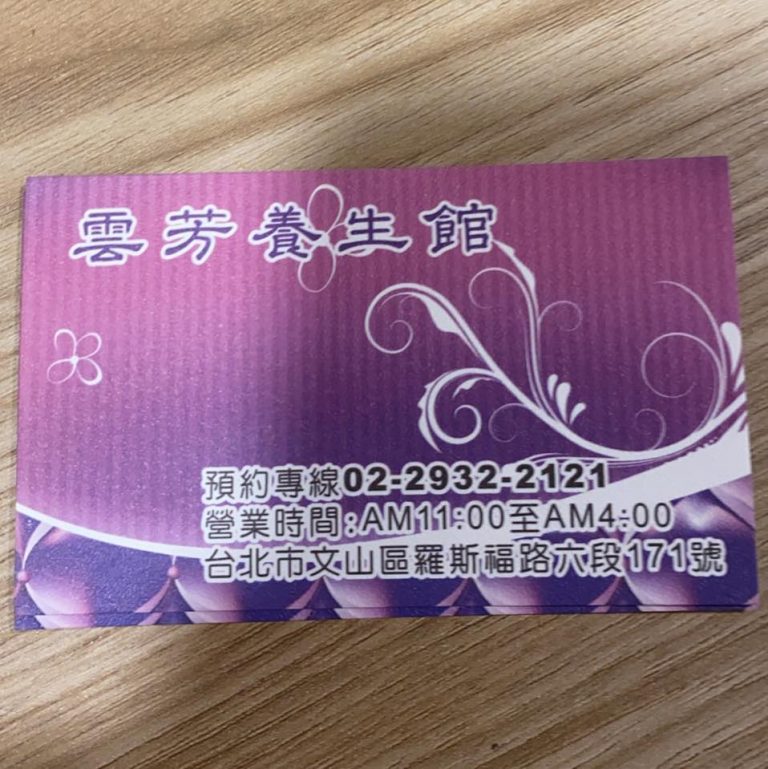 雲芳養生館
預約專線02-2932-2121
營業時間:AM11:00至AM4:00
台北市文山區羅斯福路六段171號